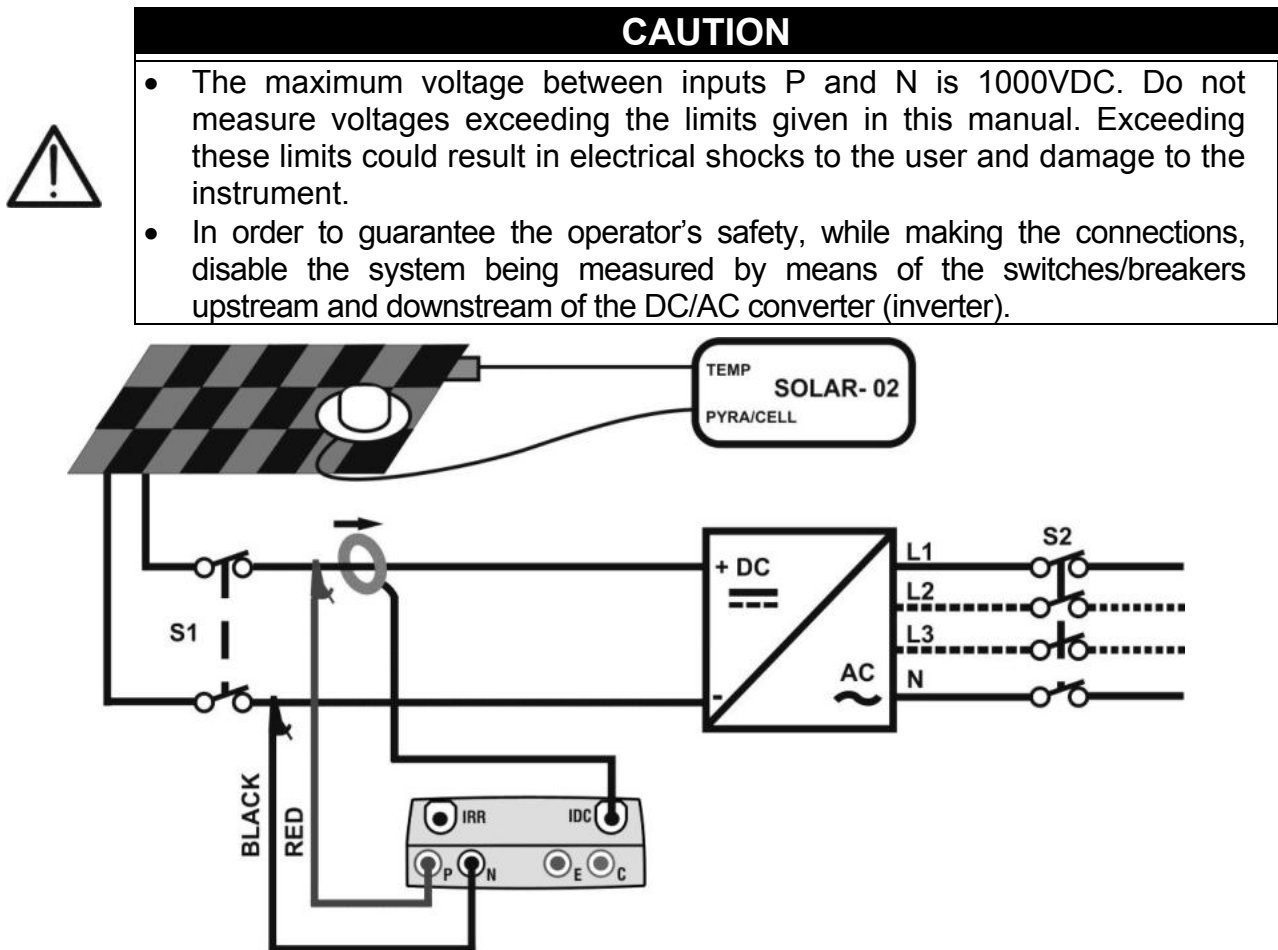 CAUTION
• The maximum voltage between inputs P and N is 1000VDC. Do not
measure voltages exceeding the limits given in this manual. Exceeding
these limits could result in electrical shocks to the user and damage to the
instrument.
• In order to guarantee the operator’s safety, while making the connections,
disable the system being measured by means of the switches/breakers
upstream and downstream of the DC/AC converter (inverter).
TEMP
SOLAR- 02
PYRA/CELL
S1
+ DC
-
AC
L1
L2
L3
N
S2
BLACK
RED
IRR
IDC
P
N
E
C